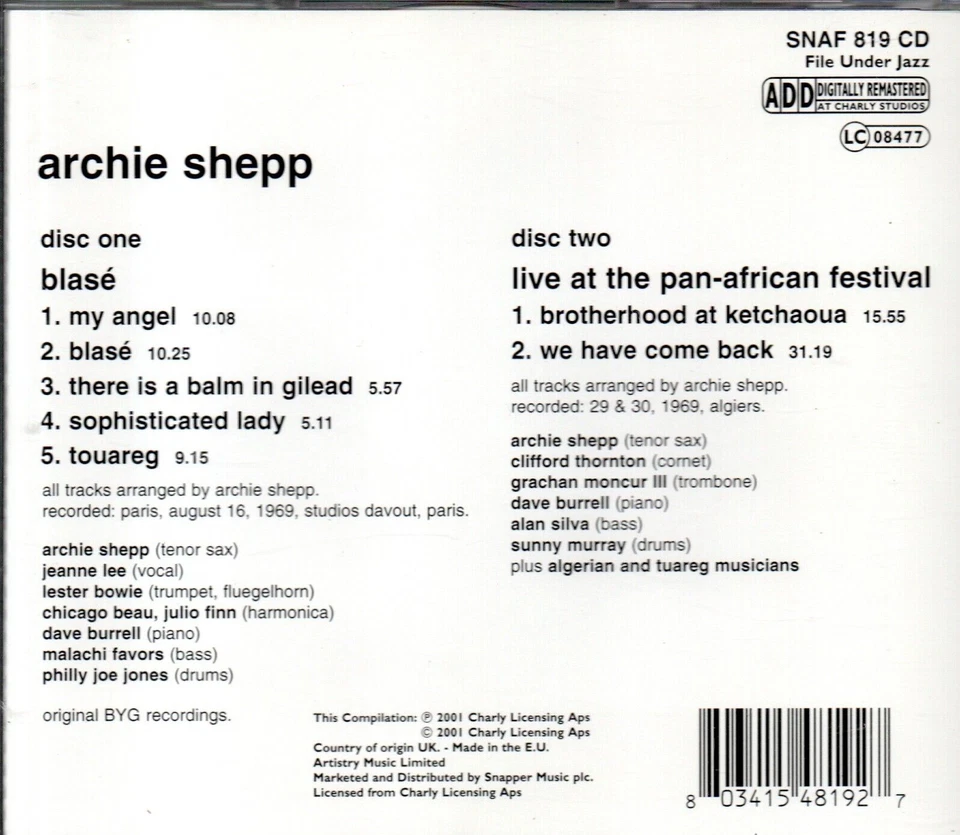 SNAF 819 CD
File Under Jazz
ADD DIGITALLY REMASTERED
AT CHARLY STUDIOS
LC 08477
archie shepp
disc one
blasé
1. my angel 10.08
2. blasé 10.25
3. there is a balm in gilead 5.57
4. sophisticated lady 5.11
5. touareg 9.15
all tracks arranged by archie shepp.
recorded: paris, august 16, 1969, studios davout, paris.
archie shepp (tenor sax)
jeanne lee (vocal)
lester bowie (trumpet, fluegelhorn)
chicago beau, julio finn (harmonica)
dave burrell (piano)
malachi favors (bass)
philly joe jones (drums)
original BYG recordings.
disc two
live at the pan-african festival
1. brotherhood at ketchaoua 15.55
2. we have come back 31.19
all tracks arranged by archie shepp.
recorded: 29 & 30, 1969, algiers.
archie shepp (tenor sax)
clifford thornton (cornet)
grachan moncur III (trombone)
dave burrell (piano)
alan silva (bass)
sunny murray (drums)
plus algerian and tuareg musicians
This Compilation: ℗ 2001 Charly Licensing Aps
© 2001 Charly Licensing Aps
Country of origin UK. - Made in the E.U.
Artistry Music Limited
Marketed and Distributed by Snapper Music plc.
Licensed from Charly Licensing Aps
8 03415 48192 7